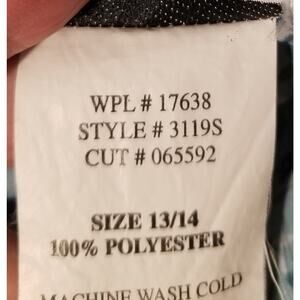 WPL # 17638
STYLE # 3119S
CUT # 065592
SIZE 13/14
100% POLYESTER
MACHINE WASH COLD